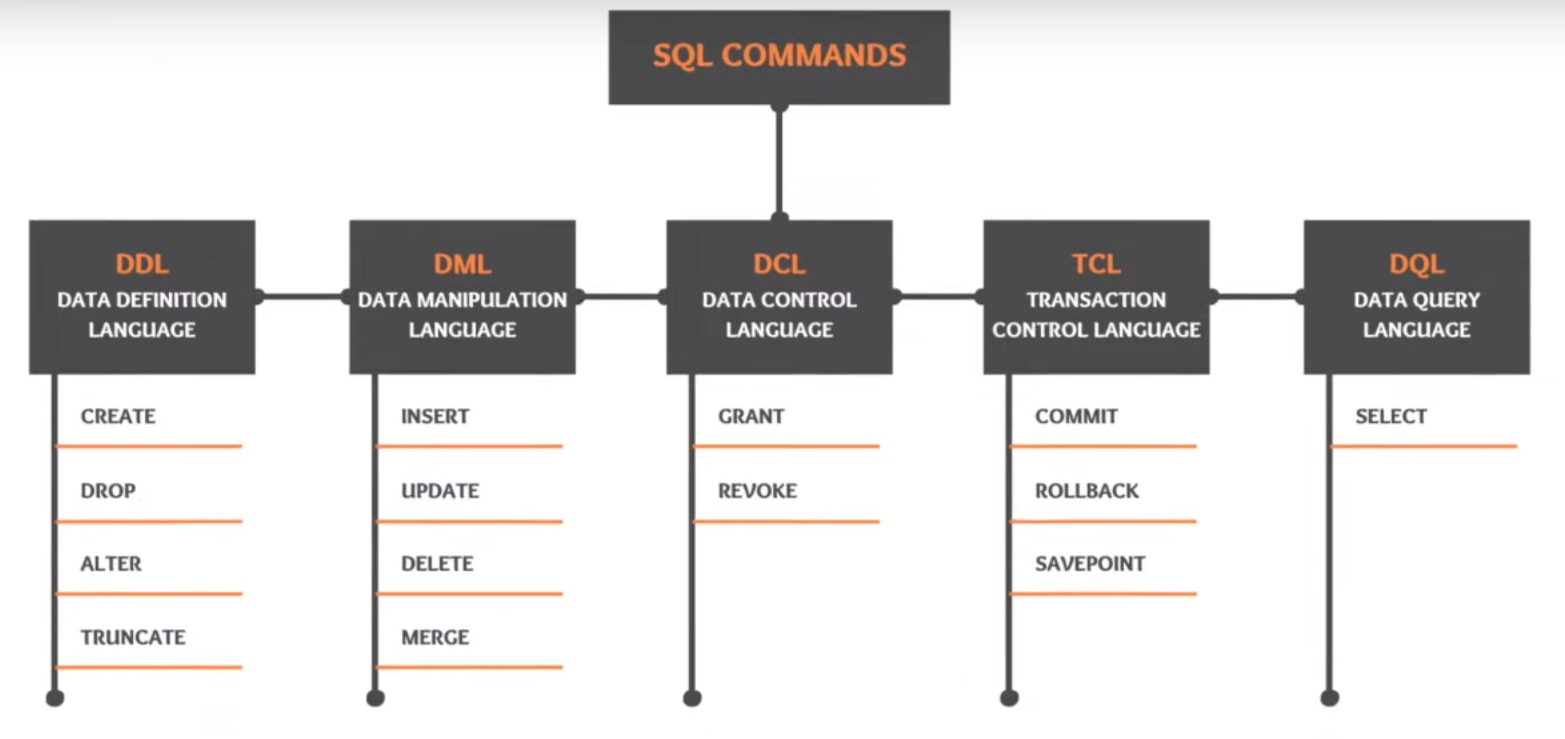 SQL COMMANDS
DDL
DATA DEFINITION
LANGUAGE
CREATE
DROP
ALTER
TRUNCATE
DML
DATA MANIPULATION
LANGUAGE
INSERT
UPDATE
DELETE
MERGE
DCL
DATA CONTROL
LANGUAGE
GRANT
REVOKE
TCL
TRANSACTION
CONTROL LANGUAGE
COMMIT
ROLLBACK
SAVEPOINT
DQL
DATA QUERY
LANGUAGE
SELECT